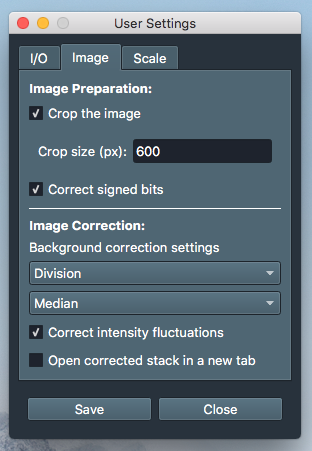 User Settings
I/O Image Scale
Image Preparation:
Crop the image
Crop size (px): 600
Correct signed bits
Image Correction:
Background correction settings
Division
Median
Correct intensity fluctuations
Open corrected stack in a new tab
Save Close